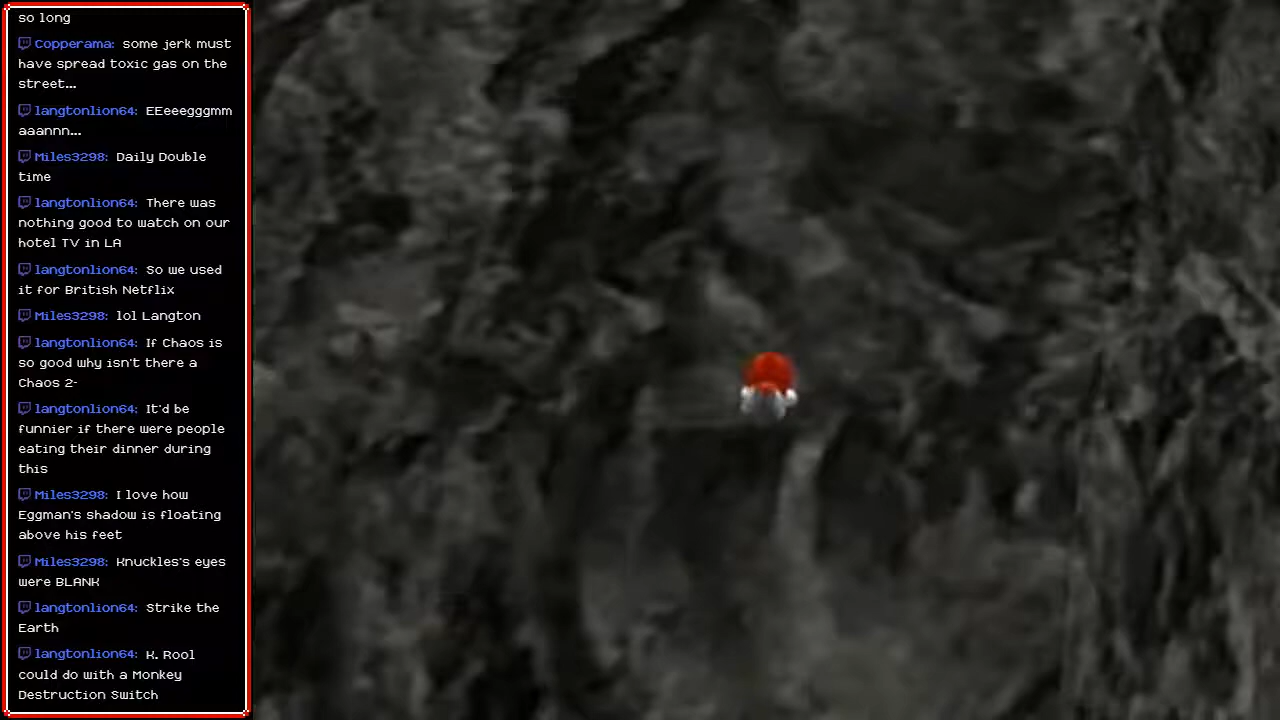 so long
Copperama: some jerk must
have spread toxic gas on the
street...
langtonlion64: EEeeegggmm
aaannn...
Miles3298: Daily Double
time
langtonlion64: There was
nothing good to watch on our
hotel TV in LA
langtonlion64: So we used
it for British Netflix
Miles3298: lol Langton
langtonlion64: If Chaos is
so good why isn't there a
Chaos 2-
langtonlion64: It'd be
funnier if there were people
eating their dinner during
this
Miles3298: I love how
Eggman's shadow is floating
above his feet
Miles3298: Knuckles's eyes
were BLANK
langtonlion64: Strike the
Earth
langtonlion64: K. Rool
could do with a Monkey
Destruction Switch